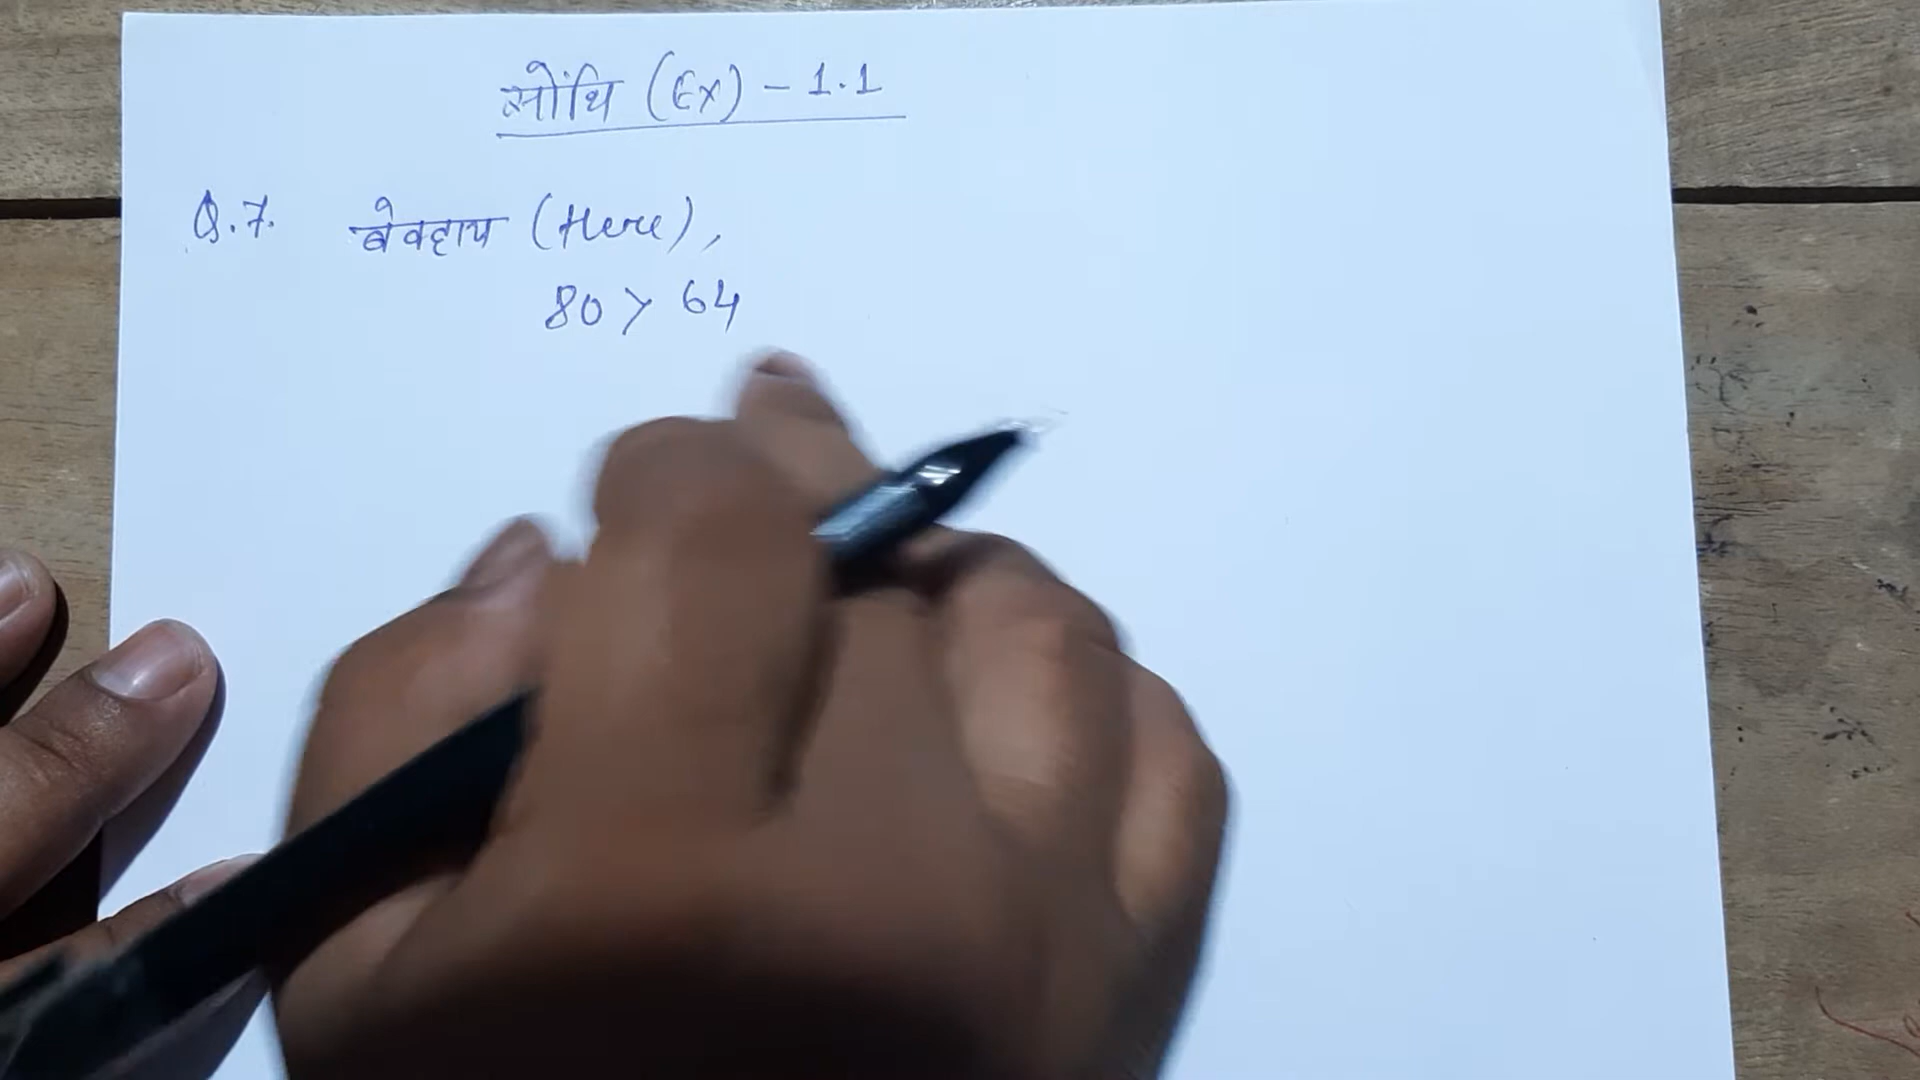 सोंथि (Ex) - 1.1
Q.7. बेवहाय (Here),
80 > 64